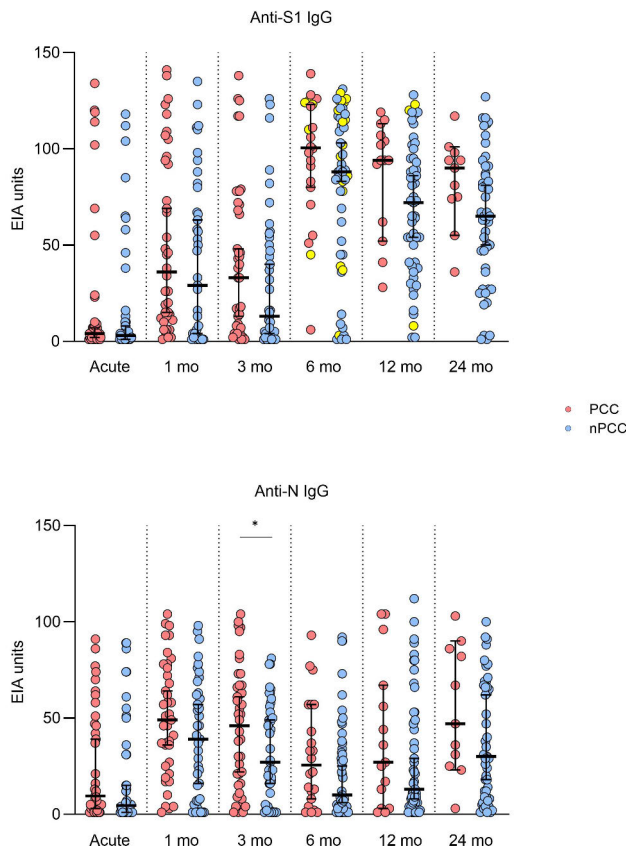 Anti-S1 IgG
150
100
50
0
EIA units
Acute 1 mo 3 mo 6 mo 12 mo 24 mo
PCC
nPCC
Anti-N IgG
*
150
100
50
0
EIA units
Acute 1 mo 3 mo 6 mo 12 mo 24 mo